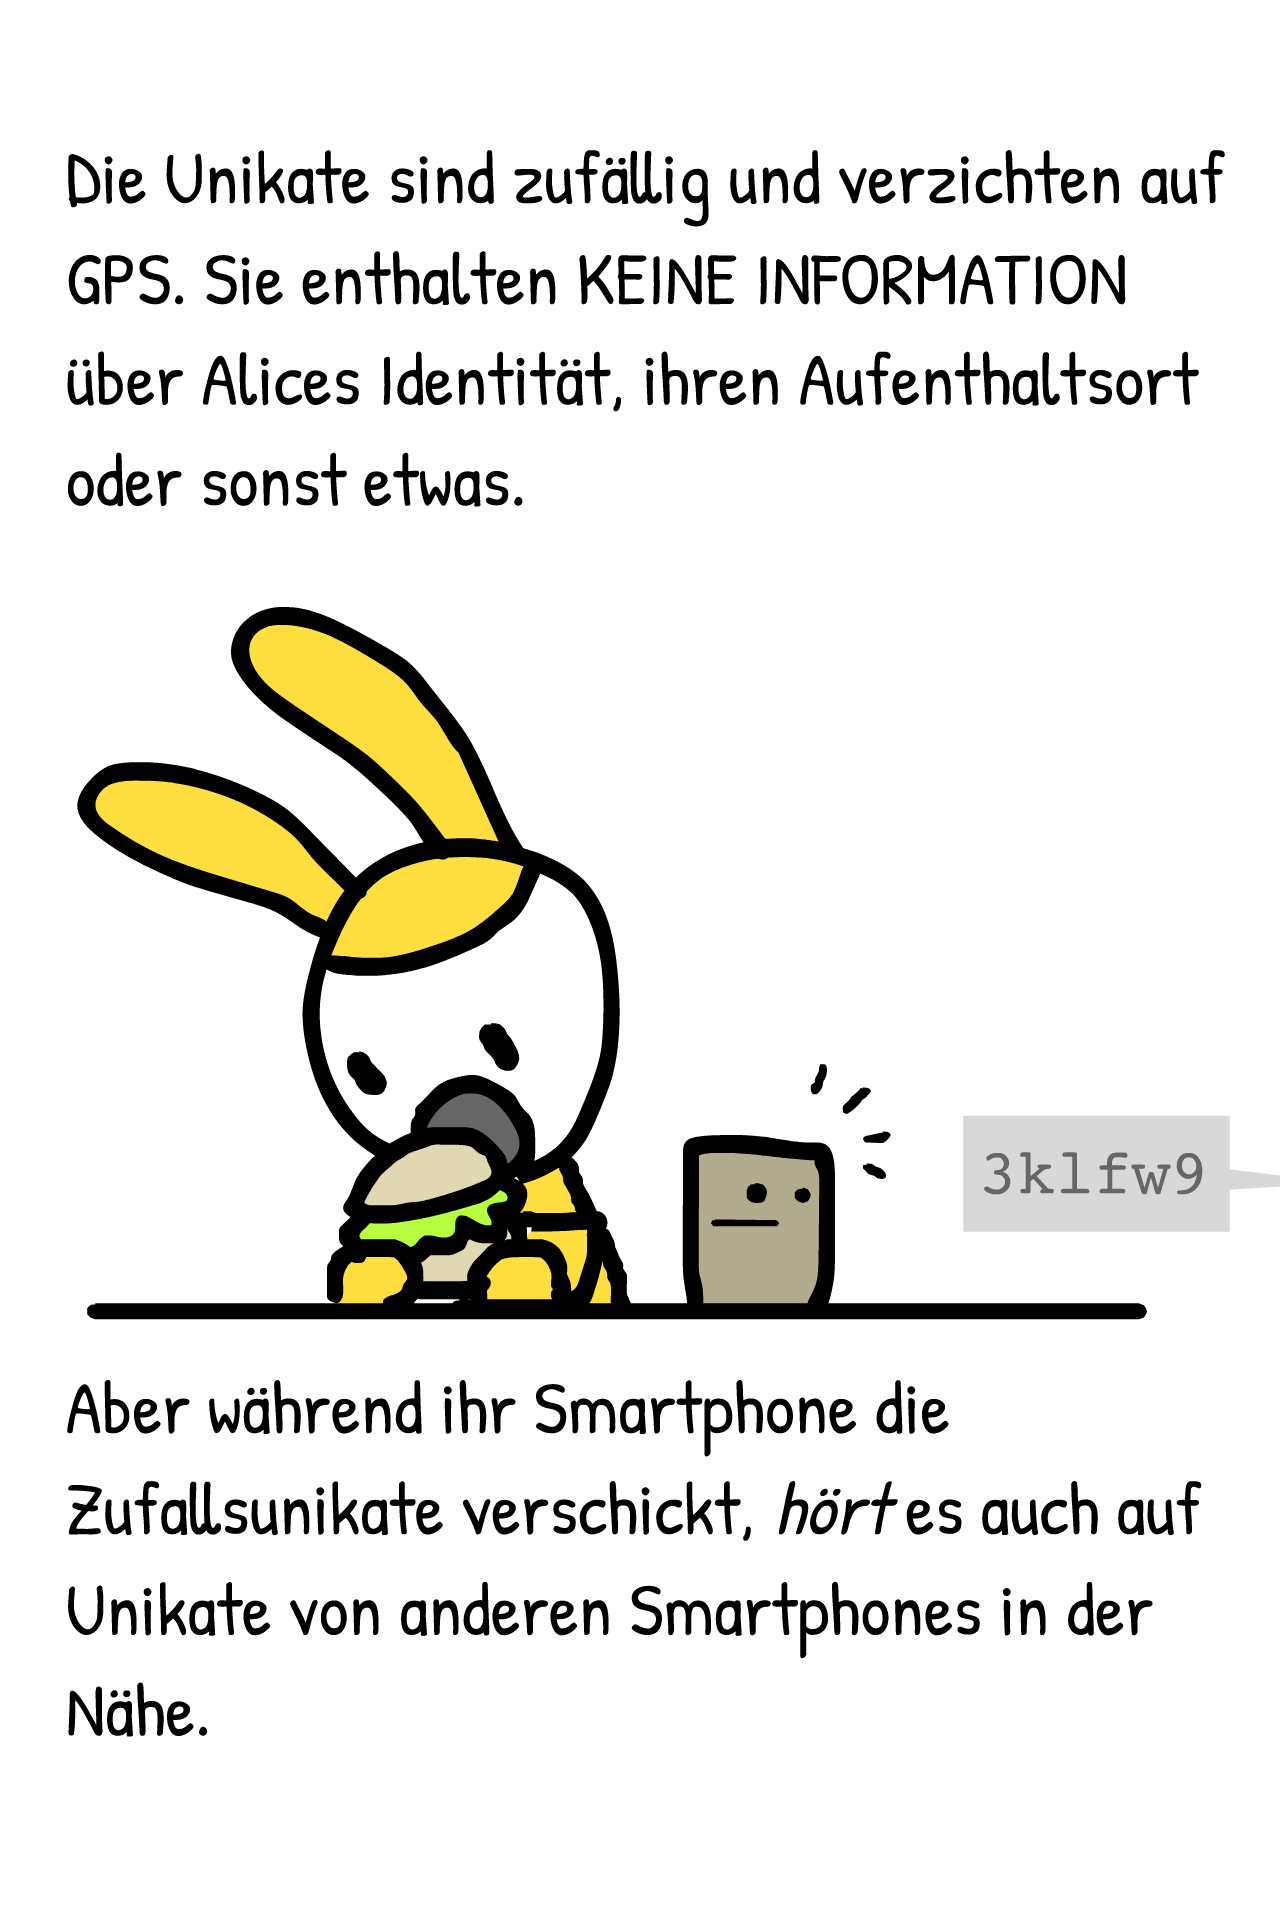 Die Unikate sind zufällig und verzichten auf
GPS. Sie enthalten KEINE INFORMATION
über Alices Identität, ihren Aufenthaltsort
oder sonst etwas.
3klfw9
Aber während ihr Smartphone die
Zufallsunikate verschickt, hört es auch auf
Unikate von anderen Smartphones in der
Nähe.